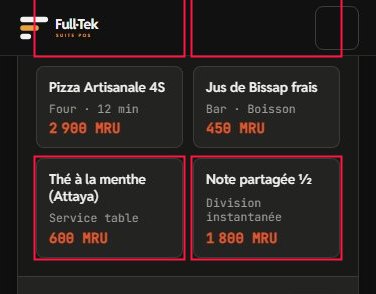 Full-Tek
SUITE POS
Pizza Artisanale 4S
Four · 12 min
2 900 MRU
Jus de Bissap frais
Bar · Boisson
450 MRU
Thé à la menthe
(Attaya)
Service table
600 MRU
Note partagée ½
Division
instantanée
1 800 MRU